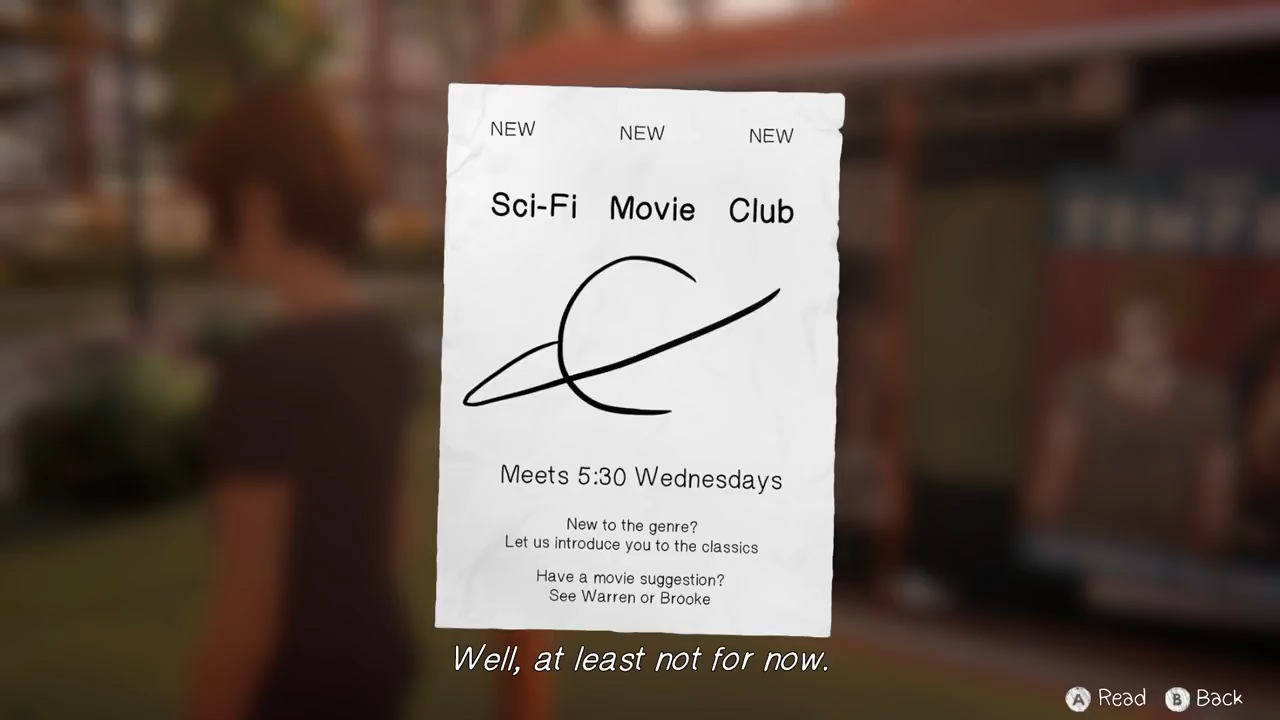 NEW NEW NEW
Sci-Fi Movie Club
Meets 5:30 Wednesdays
New to the genre?
Let us introduce you to the classics
Have a movie suggestion?
See Warren or Brooke
Well, at least not for now.
A Read B Back